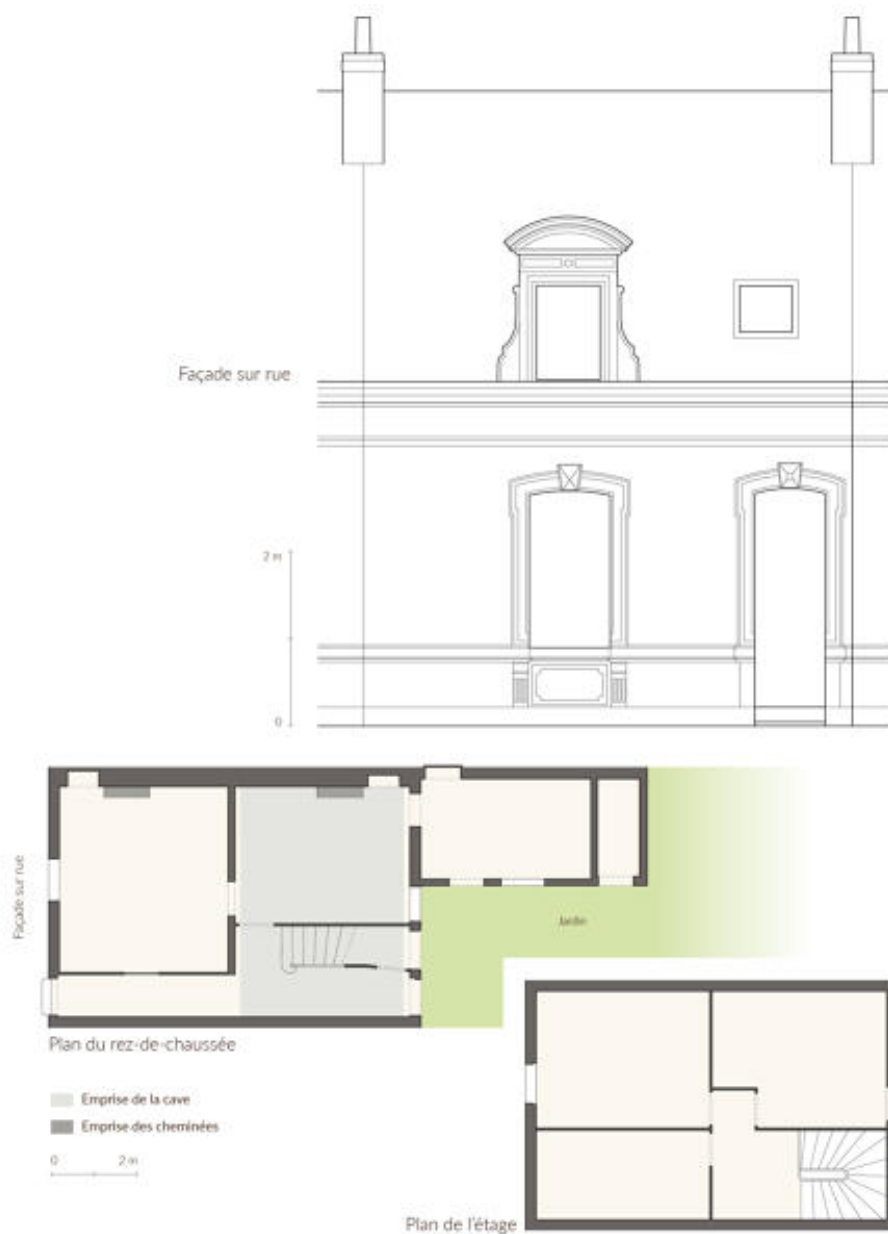 Façade sur rue
2 m
0
Façade sur rue
Jardin
Plan du rez-de-chaussée
Emprise de la cave
Emprise des cheminées
0 2 m
Plan de l'étage